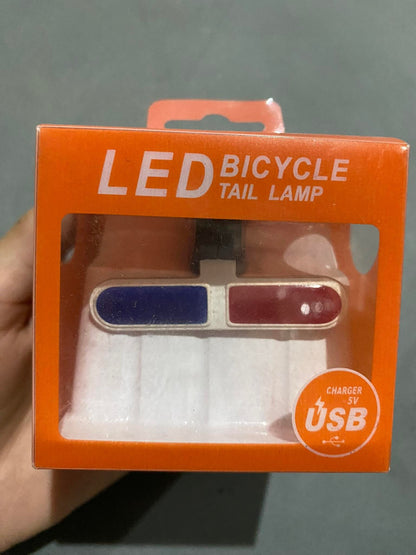 LED BICYCLE
TAIL LAMP
CHARGER
5V
USB